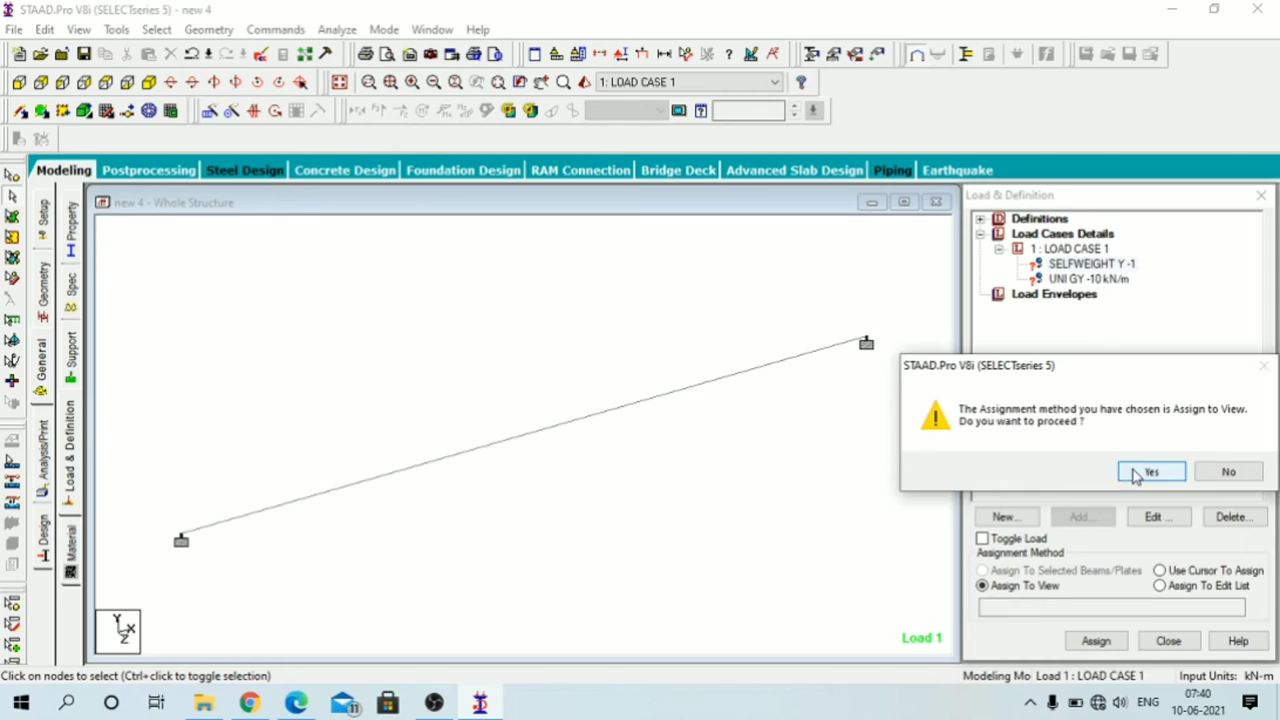 STAAD.Pro V8i (SELECTseries 5) - new 4
File Edit View Tools Select Geometry Commands Analyze Mode Window Help
1: LOAD CASE 1
Modeling Postprocessing Steel Design Concrete Design Foundation Design RAM Connection Bridge Deck Advanced Slab Design Piping Earthquake
Setup
Geometry
General
Analysis/Print
Design
Property
Spec
Support
Load & Definition
Material
new 4 - Whole Structure
Y
X
Z
Load 1
Load & Definition
Definitions
Load Cases Details
1 : LOAD CASE 1
SELFWEIGHT Y -1
UNI GY -10 kN/m
Load Envelopes
STAAD.Pro V8i (SELECTseries 5)
The Assignment method you have chosen is Assign to View.
Do you want to proceed ?
Yes No
New... Add... Edit ... Delete...
Toggle Load
Assignment Method
Assign To Selected Beams/Plates Use Cursor To Assign
Assign To View Assign To Edit List
Assign Close Help
Click on nodes to select (Ctrl+click to toggle selection) Modeling Mo Load 1 : LOAD CASE 1 Input Units: kN-m
11
ENG
07:40
10-06-2021